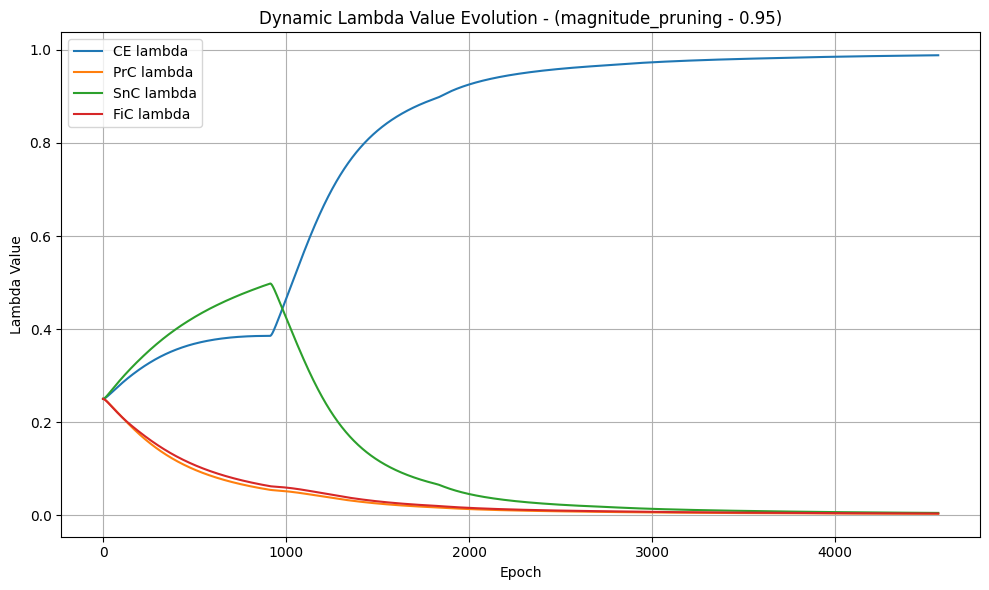 Dynamic Lambda Value Evolution - (magnitude_pruning - 0.95)
CE lambda
PrC lambda
SnC lambda
FiC lambda
1.0
0.8
0.6
0.4
0.2
0.0
Lambda Value
0 1000 2000 3000 4000
Epoch